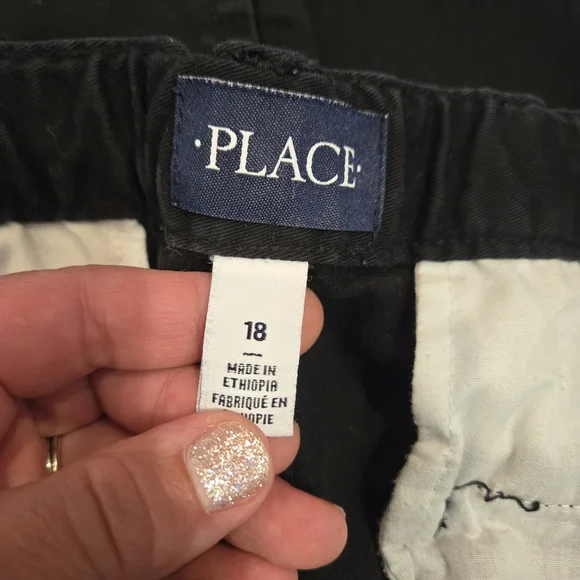 ·PLACE·
18
MADE IN
ETHIOPIA
FABRIQUÉ EN